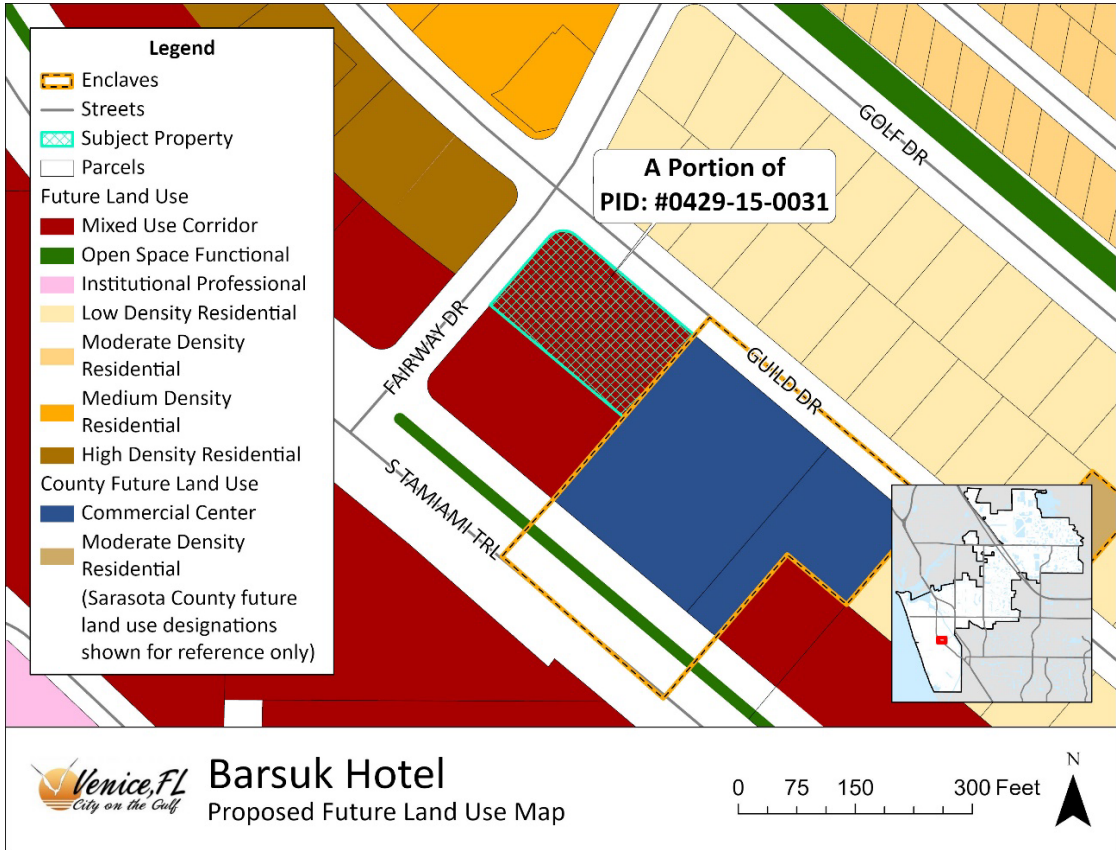 Legend
Enclaves
Streets
Subject Property
Parcels
Future Land Use
Mixed Use Corridor
Open Space Functional
Institutional Professional
Low Density Residential
Moderate Density
Residential
Medium Density
Residential
High Density Residential
County Future Land Use
Commercial Center
Moderate Density
Residential
(Sarasota County future
land use designations
shown for reference only)
A Portion of
PID: #0429-15-0031
GOLF DR
FAIRWAY DR
GUILD DR
S TAMIAMI TRL
Venice, FL
City on the Gulf
Barsuk Hotel
Proposed Future Land Use Map
0 75 150 300 Feet
N